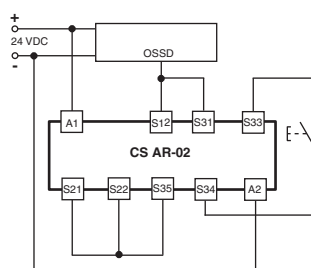 +
24 VDC
-
OSSD
A1 S12 S31 S33
CS AR-02
S21 S22 S35 S34 A2